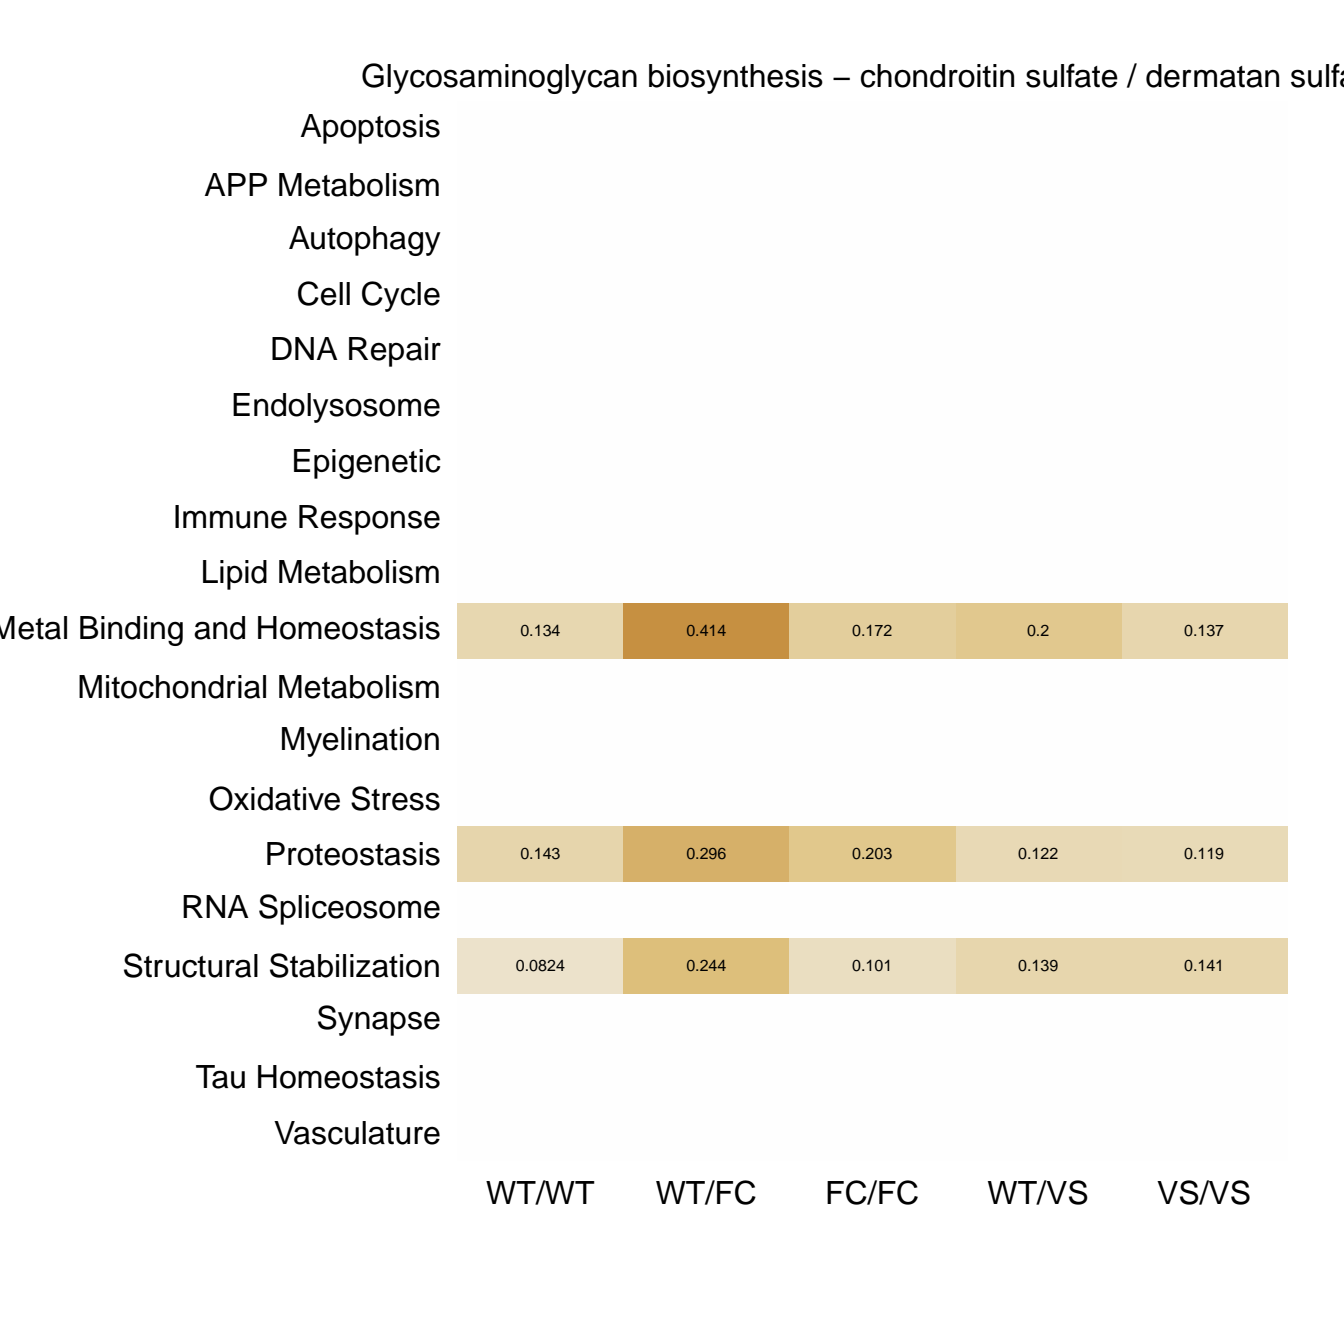 Glycosaminoglycan biosynthesis – chondroitin sulfate / dermatan
Apoptosis
APP Metabolism
Autophagy
Cell Cycle
DNA Repair
Endolysosome
Epigenetic
Immune Response
Lipid Metabolism
Metal Binding and Homeostasis 0.134 0.414 0.172 0.2 0.137
Mitochondrial Metabolism
Myelination
Oxidative Stress
Proteostasis 0.143 0.296 0.203 0.122 0.119
RNA Spliceosome
Structural Stabilization 0.0824 0.244 0.101 0.139 0.141
Synapse
Tau Homeostasis
Vasculature
WT/WT WT/FC FC/FC WT/VS VS/VS